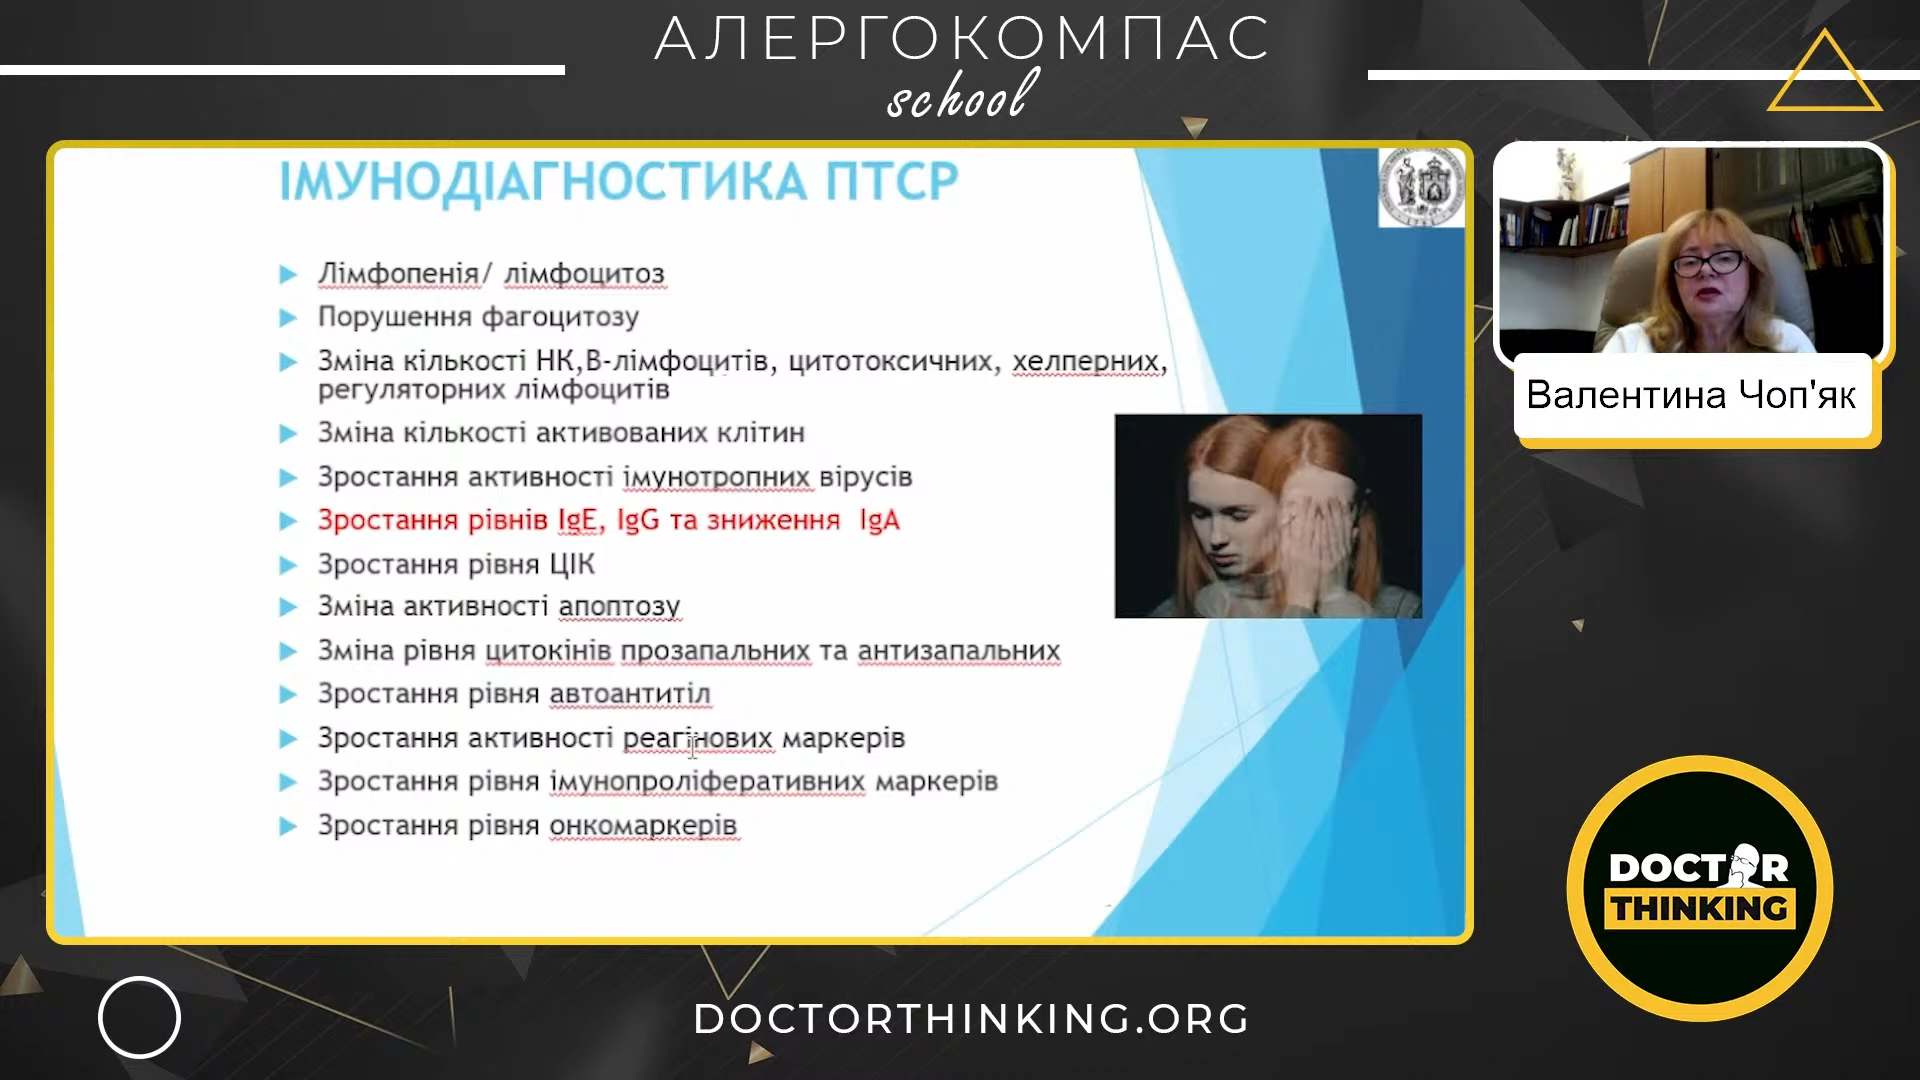 АЛЕРГОКОМПАС
school
ІМУНОДІАГНОСТИКА ПТСР
Лімфопенія/ лімфоцитоз
Порушення фагоцитозу
Зміна кількості НК,В-лімфоцитів, цитотоксичних, хелперних,
регуляторних лімфоцитів
Зміна кількості активованих клітин
Зростання активності імунотропних вірусів
Зростання рівнів IgE, IgG та зниження IgA
Зростання рівня ЦІК
Зміна активності апоптозу
Зміна рівня цитокінів прозапальних та антизапальних
Зростання рівня автоантитіл
Зростання активності реагінових маркерів
Зростання рівня імунопроліферативних маркерів
Зростання рівня онкомаркерів
Валентина Чоп'як
DOCTOR
THINKING
DOCTORTHINKING.ORG